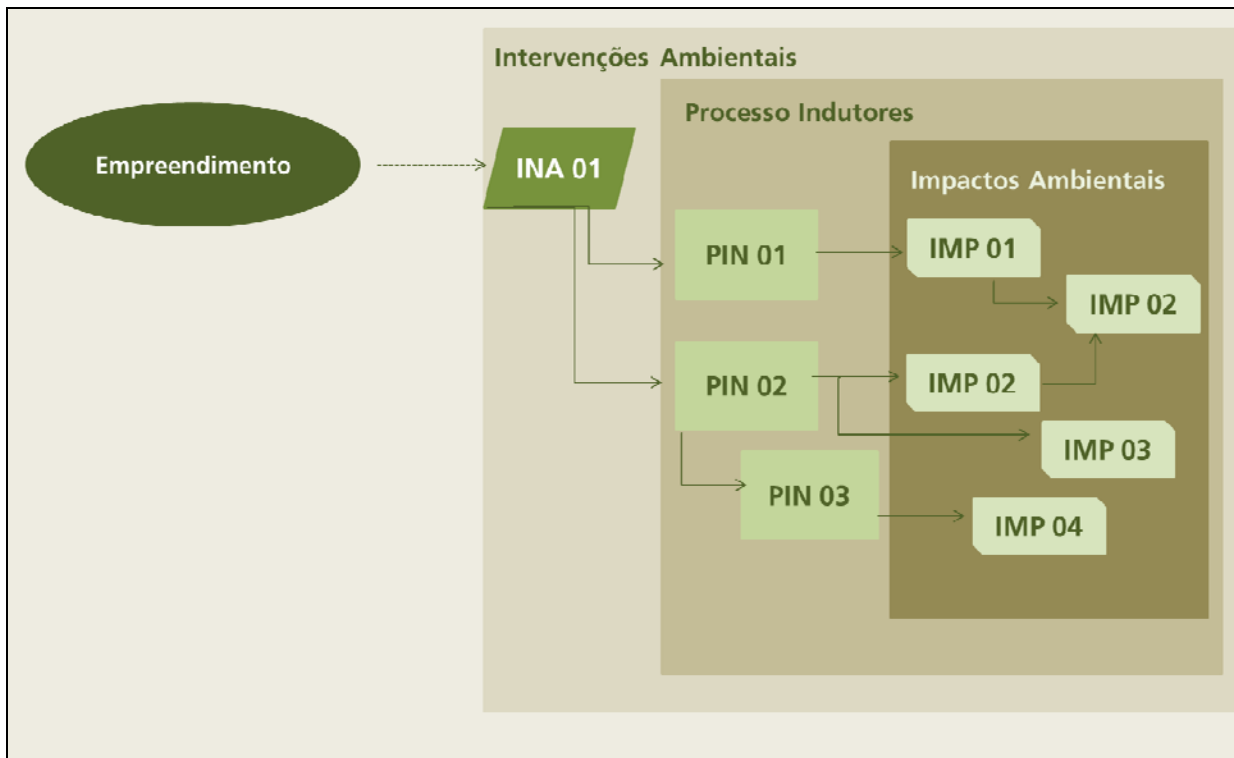 Intervenções Ambientais
Processo Indutores
Empreendimento
INA 01
Impactos Ambientais
PIN 01
IMP 01
IMP 02
PIN 02
IMP 02
IMP 03
PIN 03
IMP 04